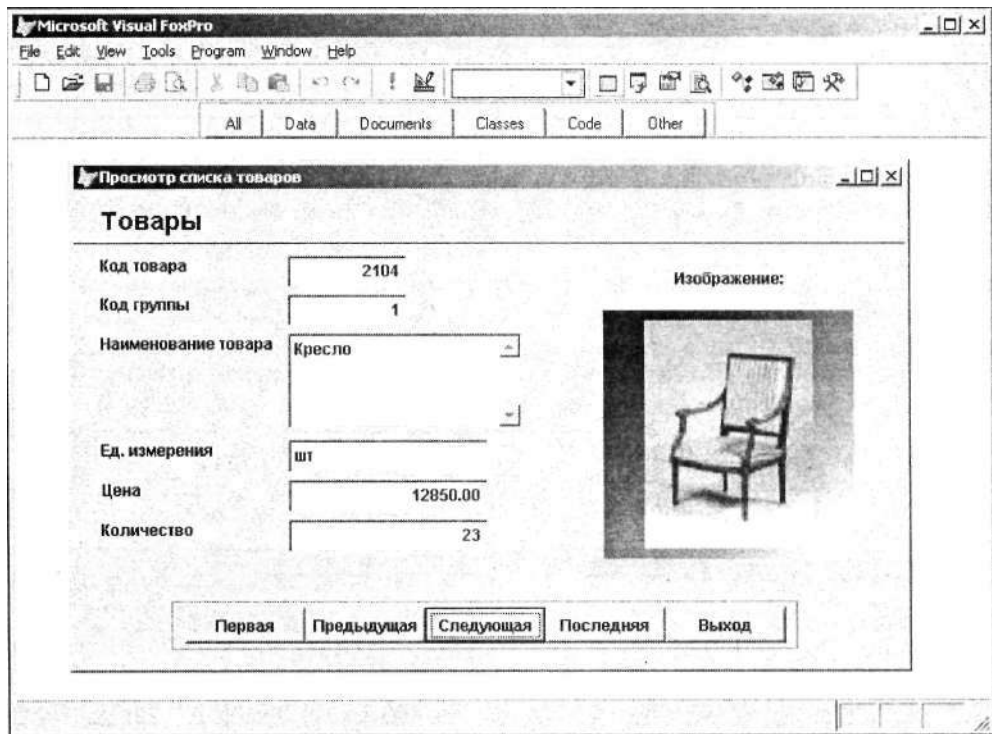 Microsoft Visual FoxPro
File Edit View Tools Program Window Help
All Data Documents Classes Code Other
Просмотр списка товаров
Товары
Код товара 2104
Изображение:
Код группы 1
Наименование товара Кресло
Ед. измерения шт
Цена 12850.00
Количество 23
Первая Предыдущая Следующая Последняя Выход